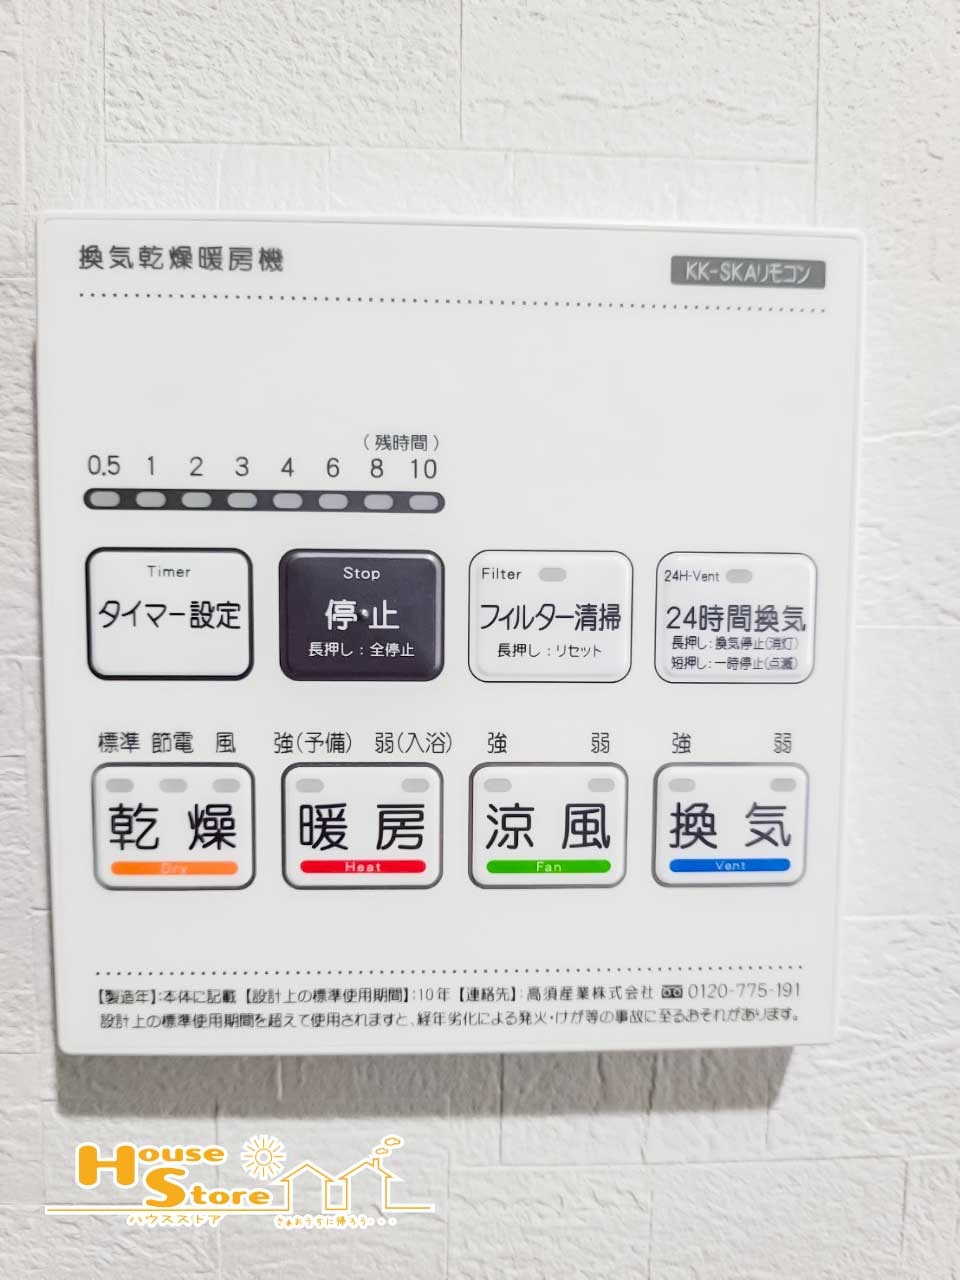 換気乾燥暖房機
KK-SKAリモコン
(残時間)
0.5 1 2 3 4 6 8 10
Timer
タイマー設定
Stop
停・止
長押し：全停止
Filter
フィルター清掃
長押し：リセット
24H-Vent
24時間換気
長押し：換気停止(消灯)
短押し：一時停止(点滅)
標準 節電 風
乾燥
Dry
強(予備) 弱(入浴)
暖房
Heat
強 弱
涼風
Fan
強 弱
換気
Vent
【製造年】:本体に記載【設計上の標準使用期間】:10年【連絡先】:高須産業株式会社 0120-775-191
設計上の標準使用期間を超えて使用されますと、経年劣化による発火・けが等の事故に至るおそれがあります。
House
Store
ハウスストア
さぁおうちに帰ろう・・・